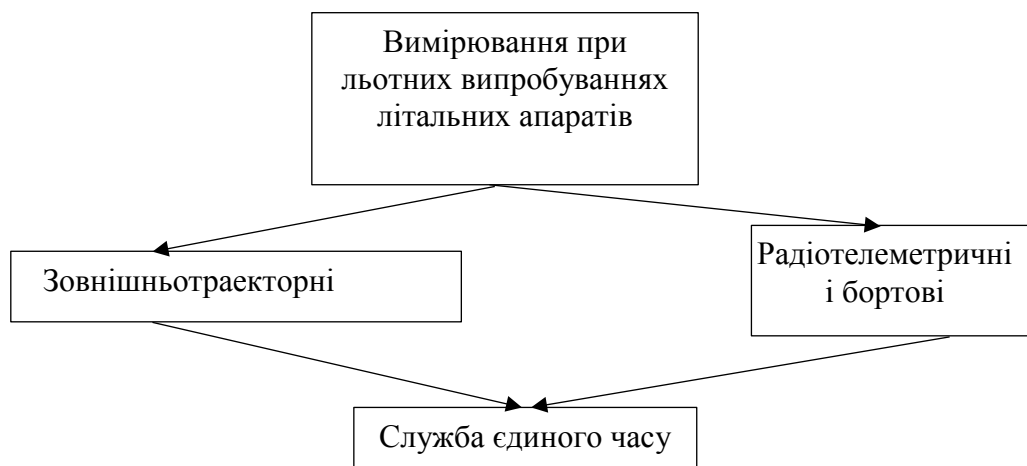 Вимірювання при
льотних випробуваннях
літальних апаратів
Зовнішньотраекторні
Радіотелеметричні
і бортові
Служба єдиного часу